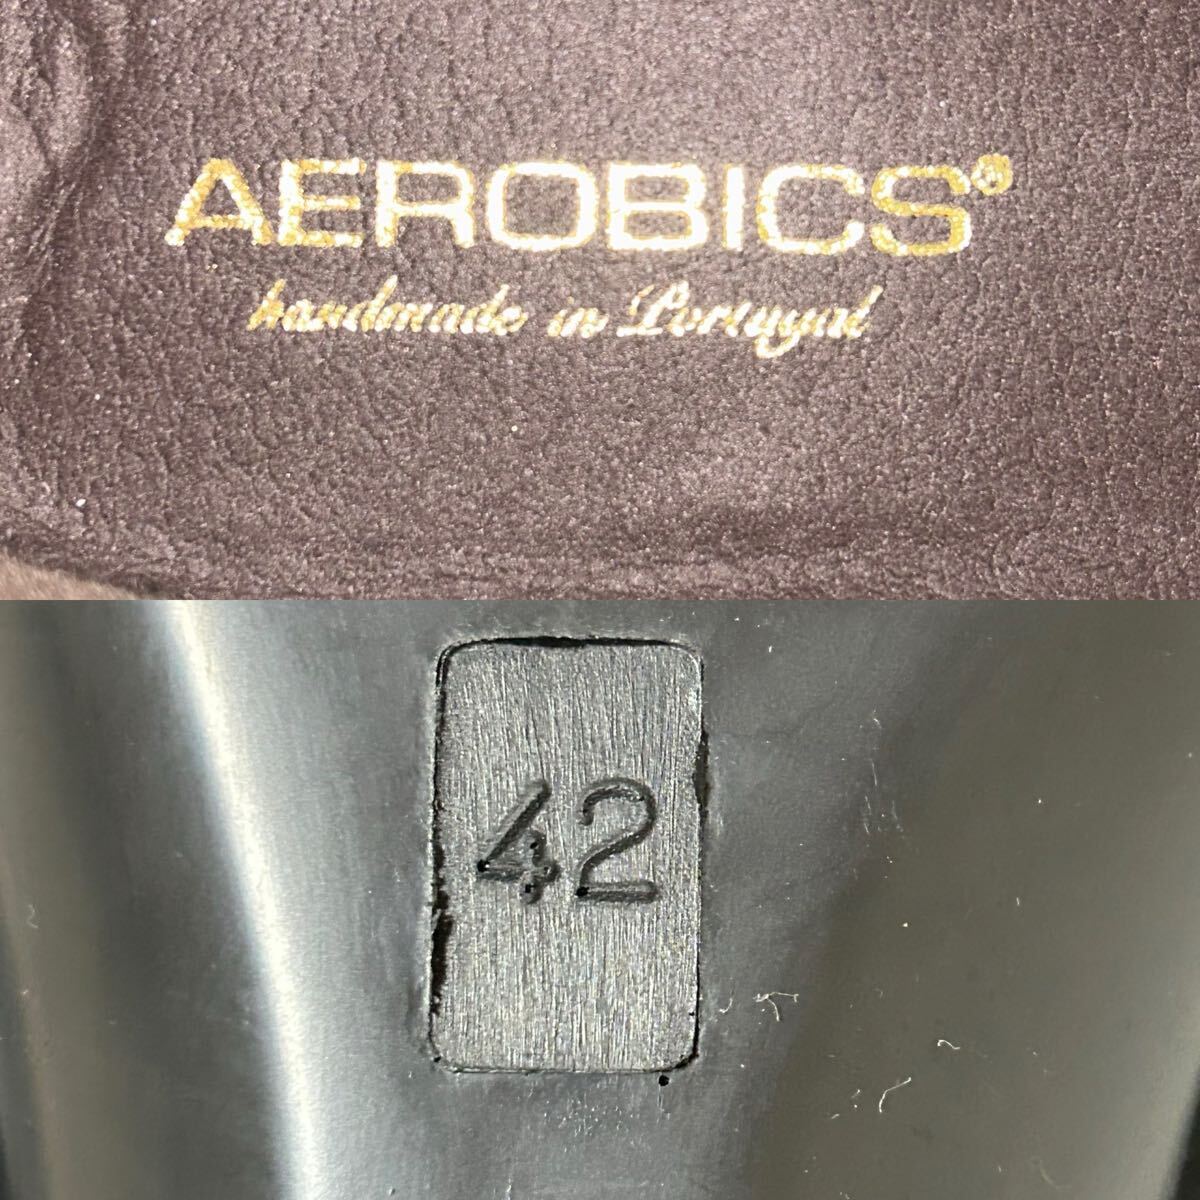 AEROBICS®
handmade in Portugal
42